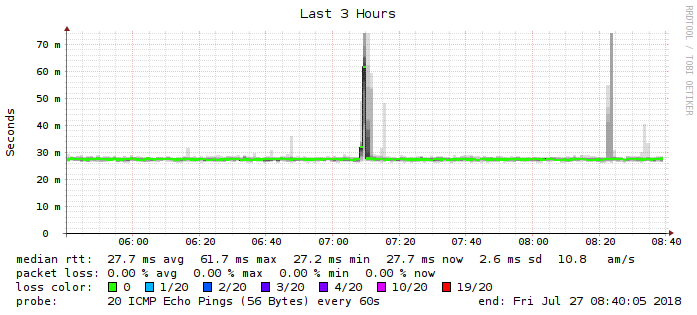 Last 3 Hours
RRDTOOL / TOBI OETIKER
Seconds
70 m
60 m
50 m
40 m
30 m
20 m
10 m
0
06:00 06:20 06:40 07:00 07:20 07:40 08:00 08:20 08:40
median rtt: 27.7 ms avg 61.7 ms max 27.2 ms min 27.7 ms now 2.6 ms sd 10.8 am/s
packet loss: 0.00 % avg 0.00 % max 0.00 % min 0.00 % now
loss color: 0 1/20 2/20 3/20 4/20 10/20 19/20
probe: 20 ICMP Echo Pings (56 Bytes) every 60s end: Fri Jul 27 08:40:05 2018